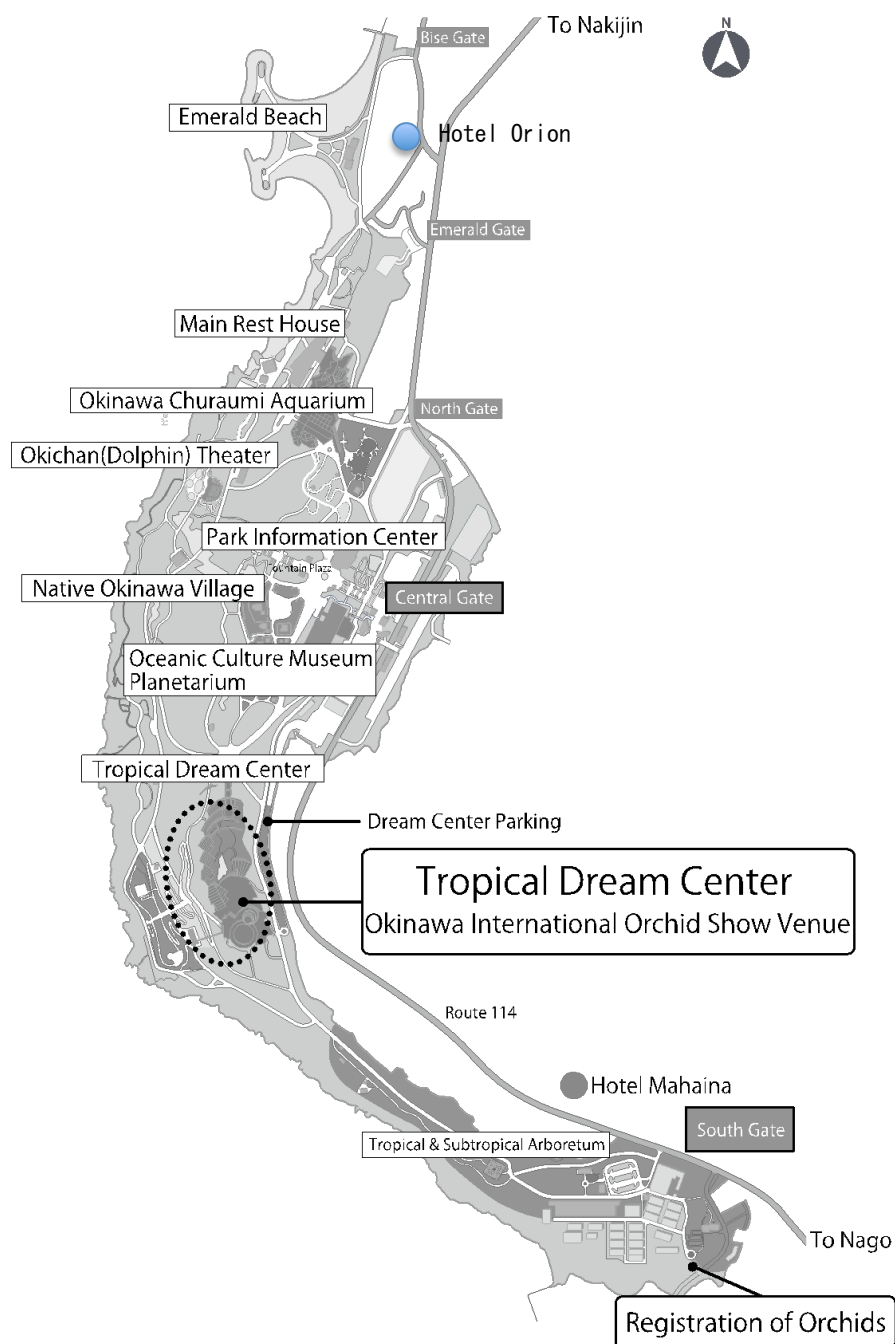 Bise Gate
To Nakijin
N
Emerald Beach
Hotel Orion
Emerald Gate
Main Rest House
Okinawa Churaumi Aquarium
North Gate
Okichan(Dolphin) Theater
Park Information Center
Fountain Plaza
Native Okinawa Village
Central Gate
Oceanic Culture Museum
Planetarium
Tropical Dream Center
Dream Center Parking
Tropical Dream Center
Okinawa International Orchid Show Venue
Route 114
Hotel Mahaina
South Gate
Tropical & Subtropical Arboretum
To Nago
Registration of Orchids